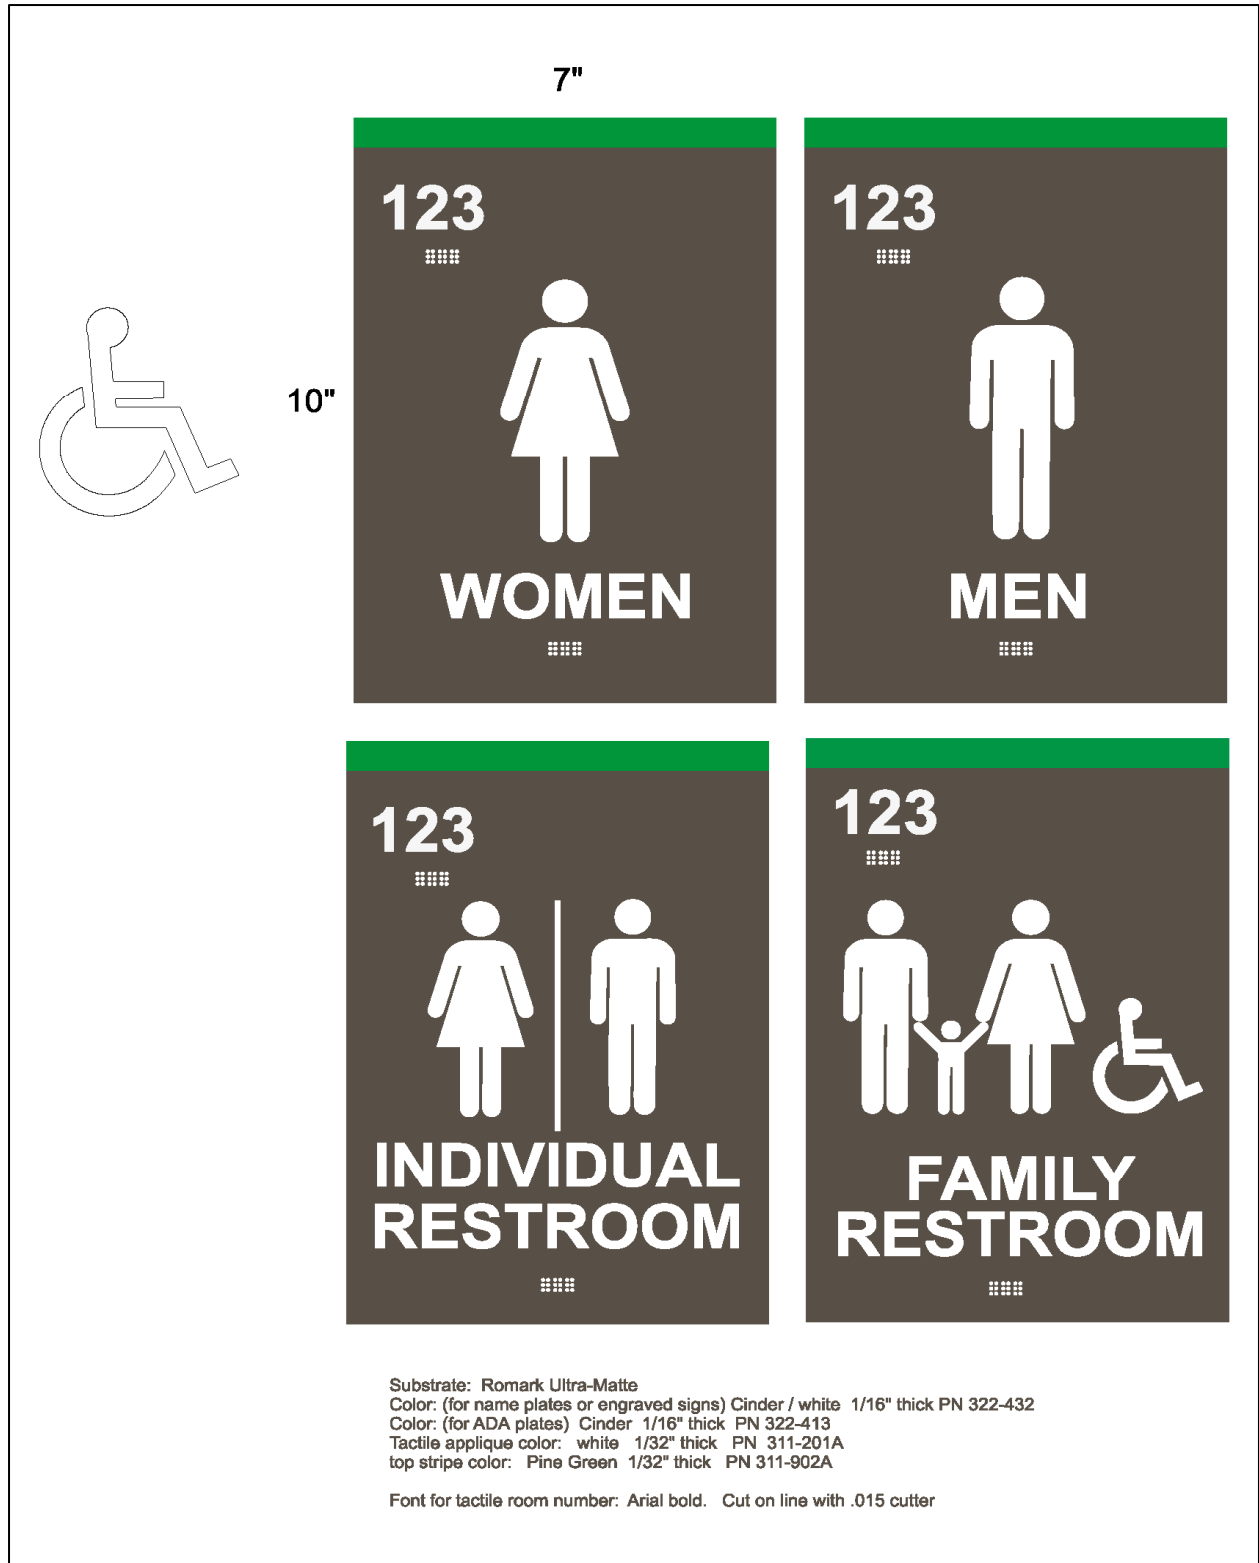 7"
10"
123
WOMEN
123
MEN
123
INDIVIDUAL
RESTROOM
123
FAMILY
RESTROOM
Substrate: Romark Ultra-Matte
Color: (for name plates or engraved signs) Cinder / white 1/16" thick PN 322-432
Color: (for ADA plates) Cinder 1/16" thick PN 322-413
Tactile applique color: white 1/32" thick PN 311-201A
top stripe color: Pine Green 1/32" thick PN 311-902A
Font for tactile room number: Arial bold. Cut on line with .015 cutter